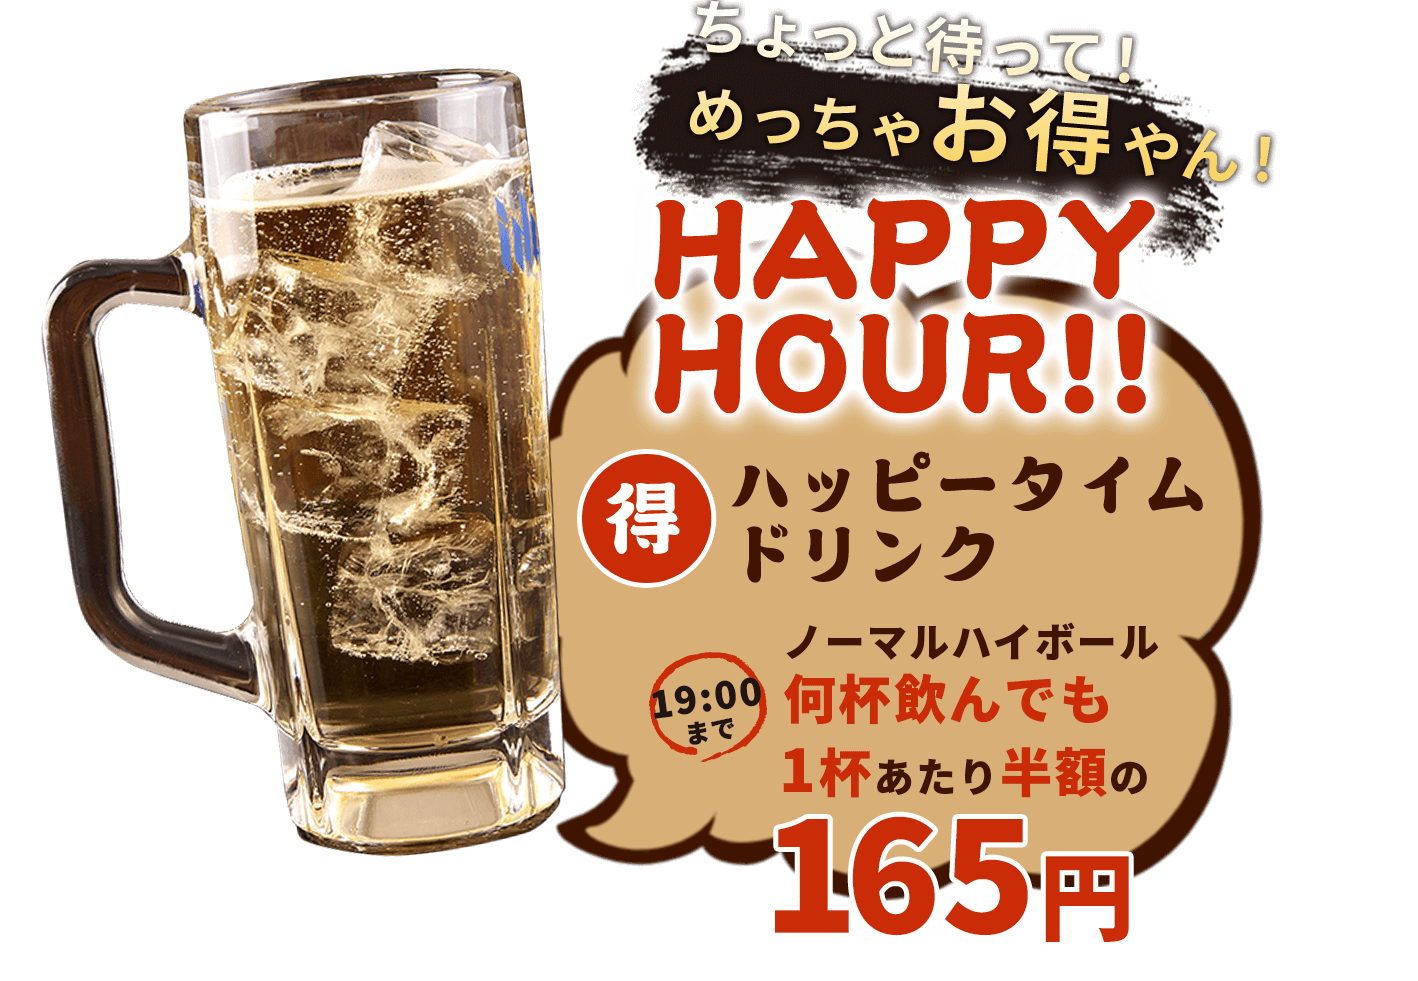 ちょっと待って！
めっちゃお得やん！
HAPPY
HOUR!!
得
ハッピータイム
ドリンク
19:00
まで
ノーマルハイボール
何杯飲んでも
1杯あたり半額の
165円